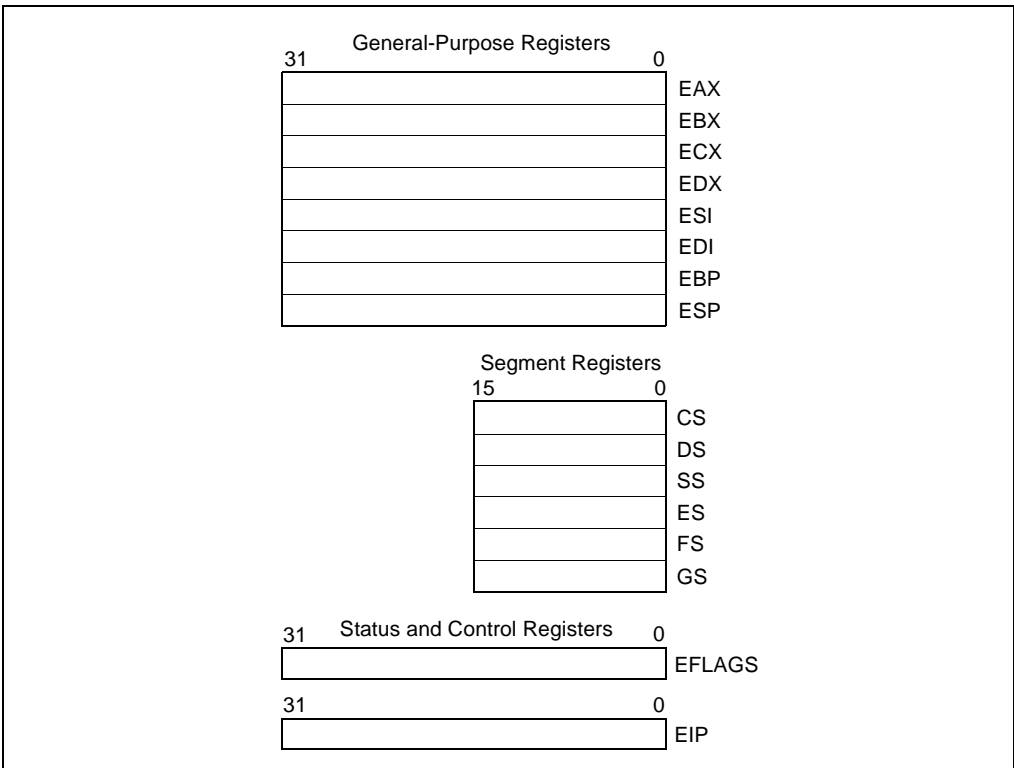 General-Purpose Registers
31 0
EAX
EBX
ECX
EDX
ESI
EDI
EBP
ESP
Segment Registers
15 0
CS
DS
SS
ES
FS
GS
31 Status and Control Registers 0
EFLAGS
31 0
EIP